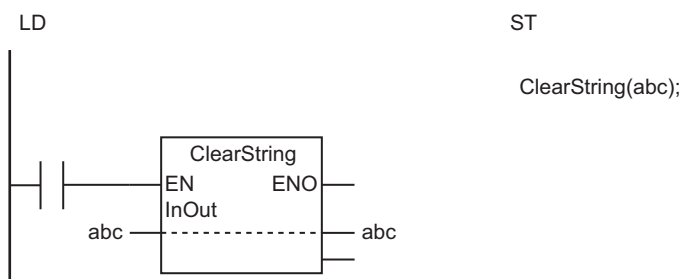 LD
ST
ClearString(abc);
ClearString
EN ENO
InOut
abc abc